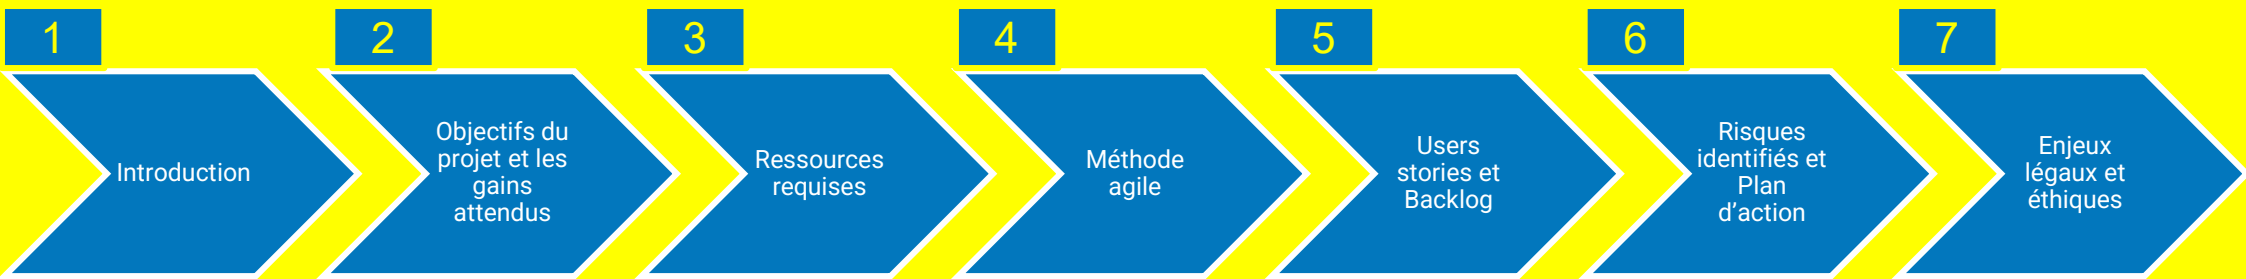 1
Introduction
2
Objectifs du
projet et les
gains
attendus
3
Ressources
requises
4
Méthode
agile
5
Users
stories et
Backlog
6
Risques
identifiés et
Plan
d’action
7
Enjeux
légaux et
éthiques